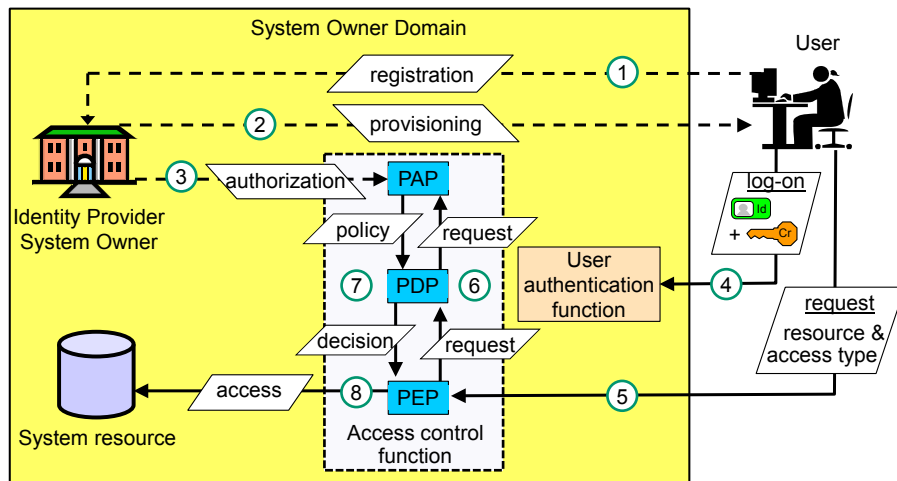 System Owner Domain
User
registration
1
2
provisioning
3
authorization
PAP
Identity Provider
System Owner
policy
request
log-on
Id
+
Cr
7
PDP
6
User
authentication
function
4
request
resource &
access type
decision
request
access
8
PEP
5
System resource
Access control
function